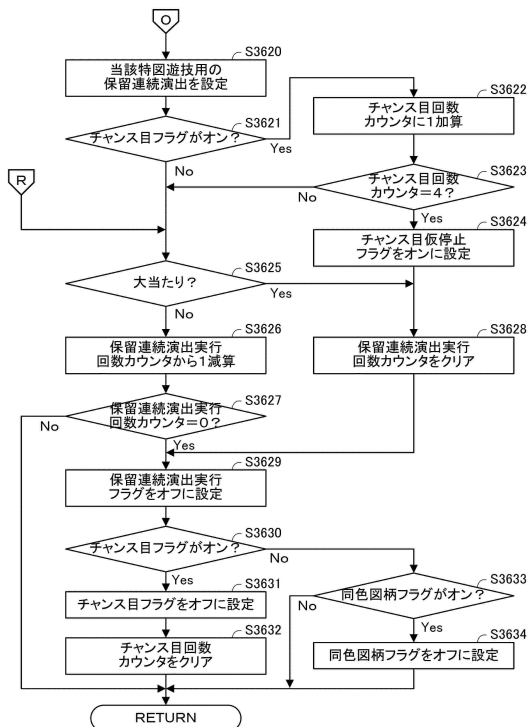 O
S3620
当該特図遊技用の
保留連続演出を設定
S3621
チャンス目フラグがオン？
Yes
No
S3622
チャンス目回数
カウンタに1加算
S3623
チャンス目回数
カウンタ=4？
No
Yes
S3624
チャンス目仮停止
フラグをオンに設定
R
S3625
大当たり？
Yes
No
S3626
保留連続演出実行
回数カウンタから1減算
S3628
保留連続演出実行
回数カウンタをクリア
S3627
保留連続演出実行
回数カウンタ=0？
No
Yes
S3629
保留連続演出実行
フラグをオフに設定
S3630
チャンス目フラグがオン？
No
Yes
S3631
チャンス目フラグをオフに設定
S3632
チャンス目回数
カウンタをクリア
S3633
同色図柄フラグがオン？
No
Yes
S3634
同色図柄フラグをオフに設定
RETURN